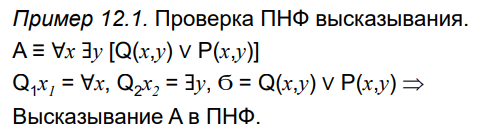 Пример 12.1. Проверка ПНФ высказывания.
A ≡ ∀x ∃y [Q(x,y) ∨ P(x,y)]
Q₁x₁ = ∀x, Q₂x₂ = ∃y, Ϭ = Q(x,y) ∨ P(x,y) ⇒
Высказывание A в ПНФ.